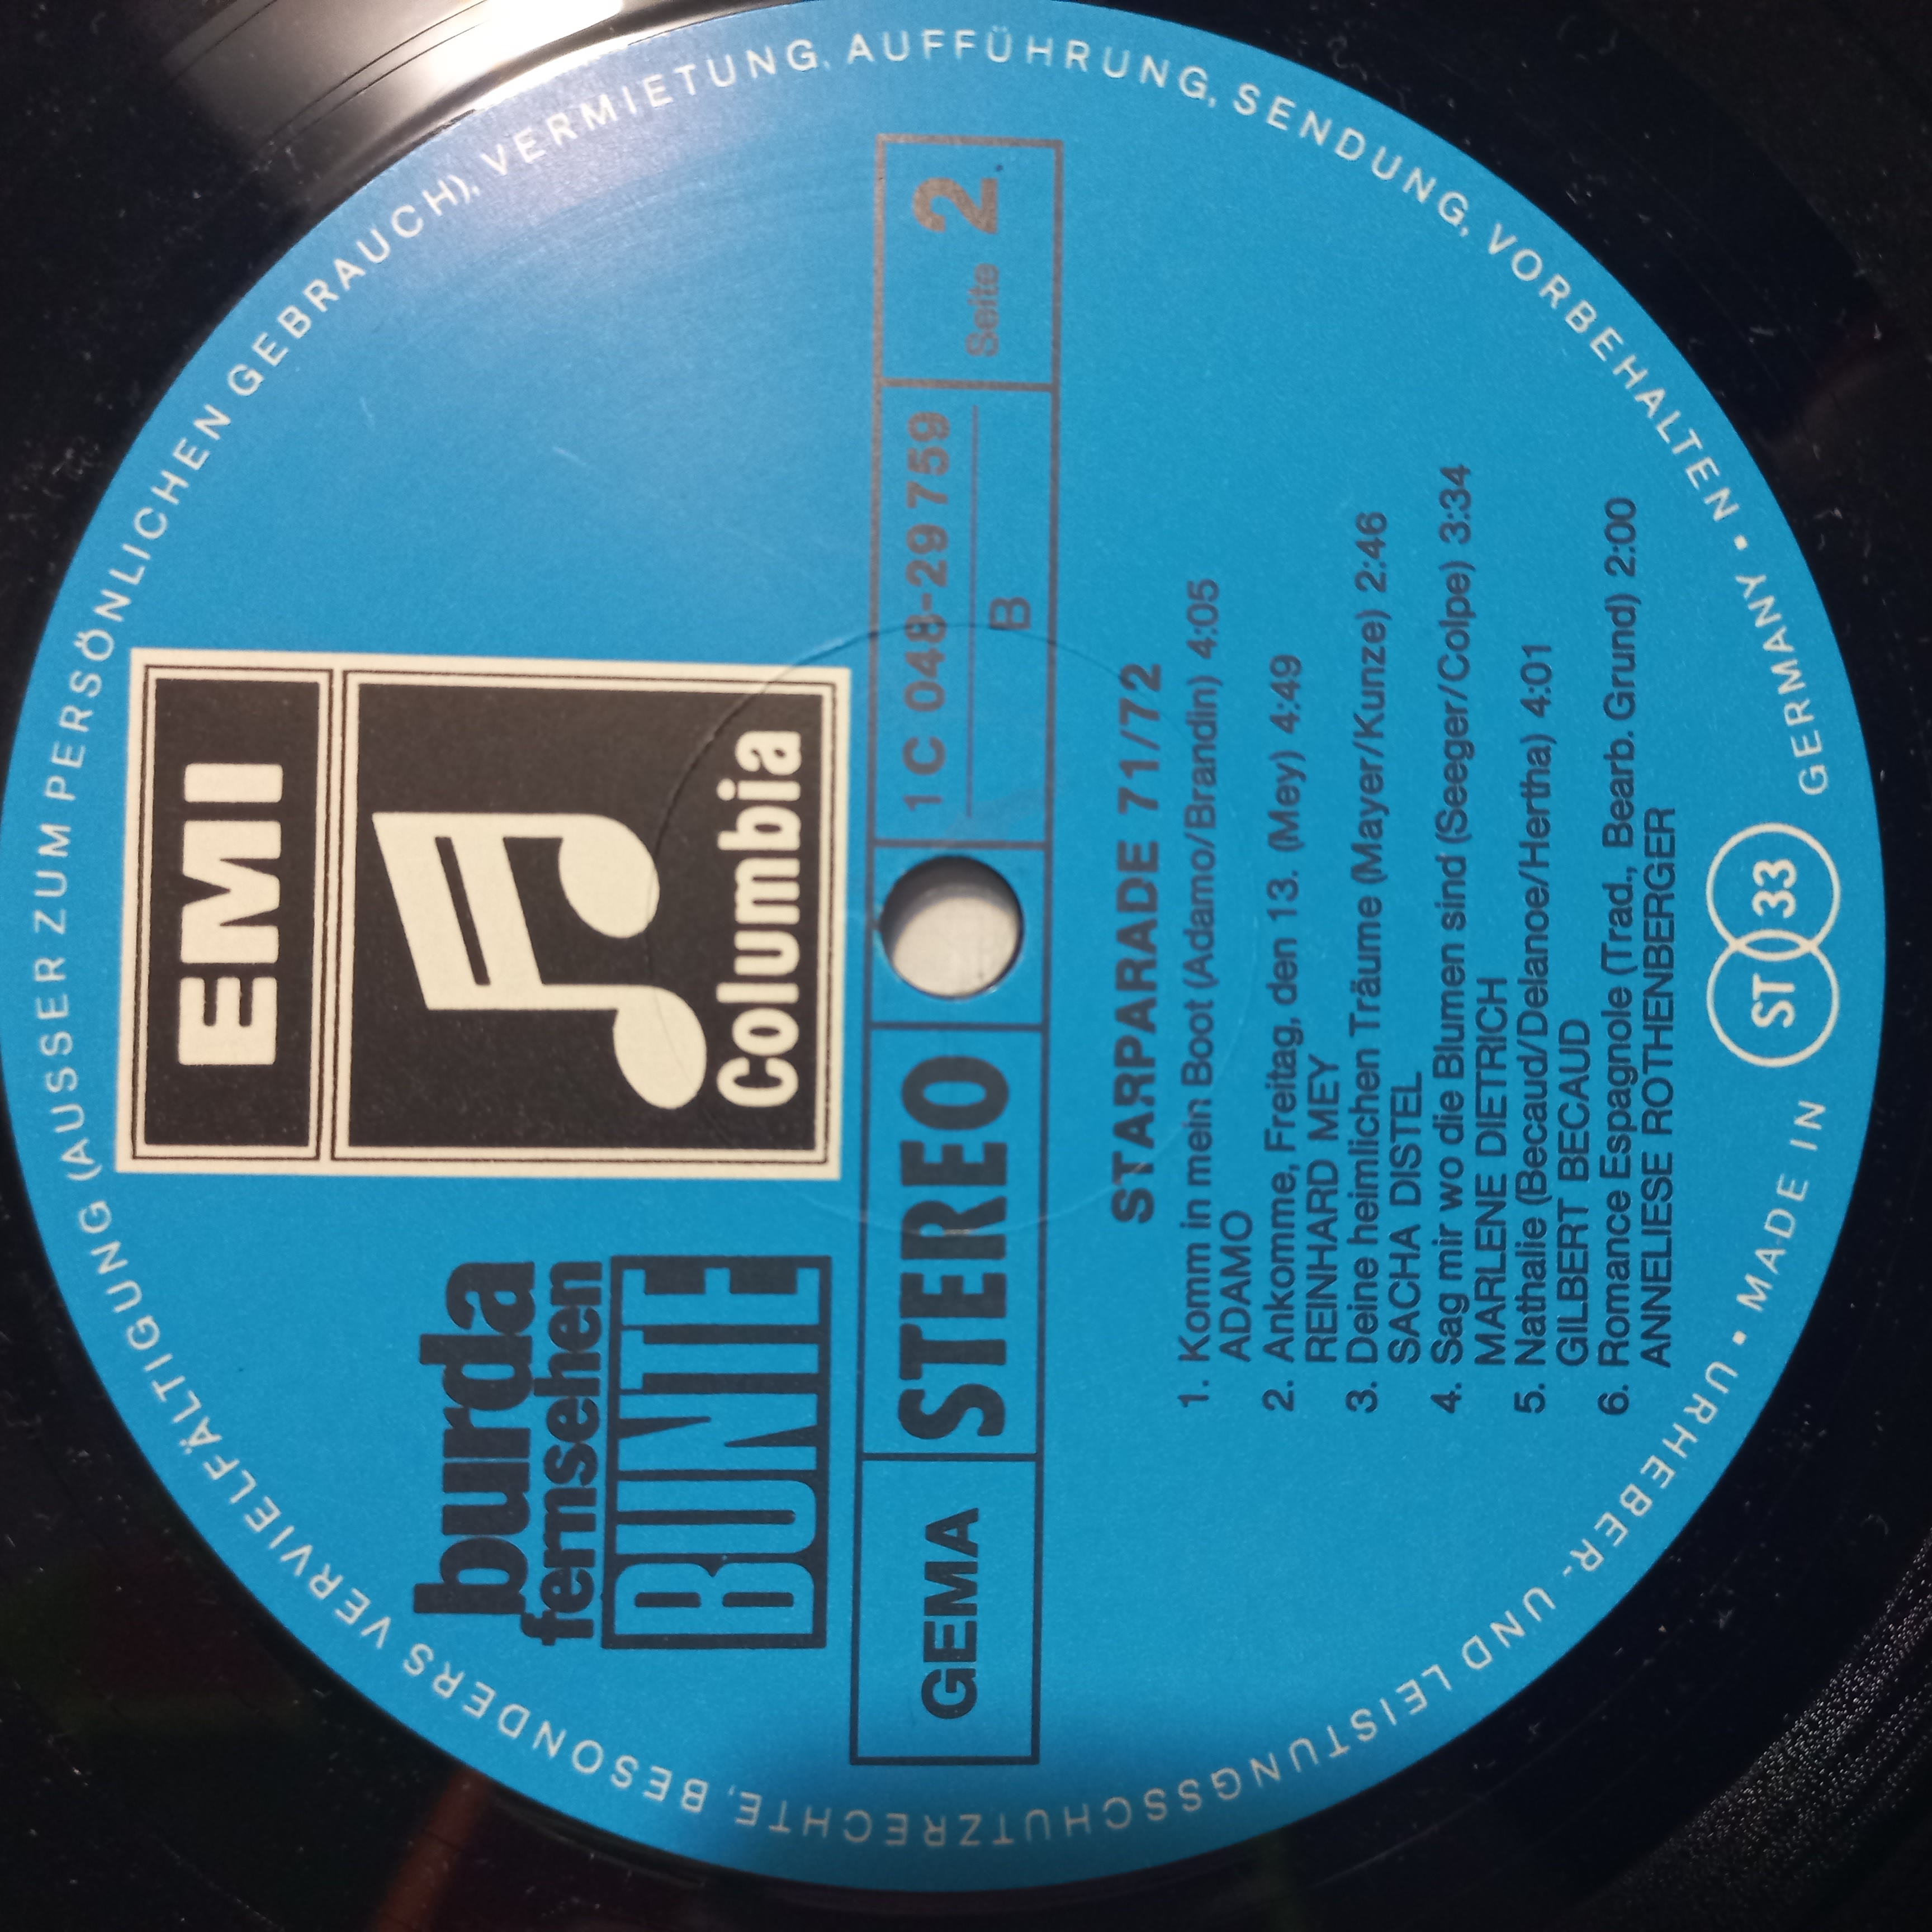 EMI
Columbia
burda
fernsehen
BUNTE
GEMA
STEREO
1 C 048-29 759
B
Seite 2
STARPARADE 71/72
1. Komm in mein Boot (Adamo/Brandin) 4:05
ADAMO
2. Ankomme, Freitag, den 13. (Mey) 4:49
REINHARD MEY
3. Deine heimlichen Träume (Mayer/Kunze) 2:46
SACHA DISTEL
4. Sag mir wo die Blumen sind (Seeger/Colpe) 3:34
MARLENE DIETRICH
5. Nathalie (Becaud/Delanoe/Hertha) 4:01
GILBERT BECAUD
6. Romance Espagnole (Trad., Bearb. Grund) 2:00
ANNELIESE ROTHENBERGER
ST 33
MADE IN GERMANY
• URHEBER- UND LEISTUNGSSCHUTZRECHTE, BESONDERS VERVIELFÄLTIGUNG (AUSSER ZUM PERSÖNLICHEN GEBRAUCH), VERMIETUNG, AUFFÜHRUNG, SENDUNG, VORBEHALTEN •